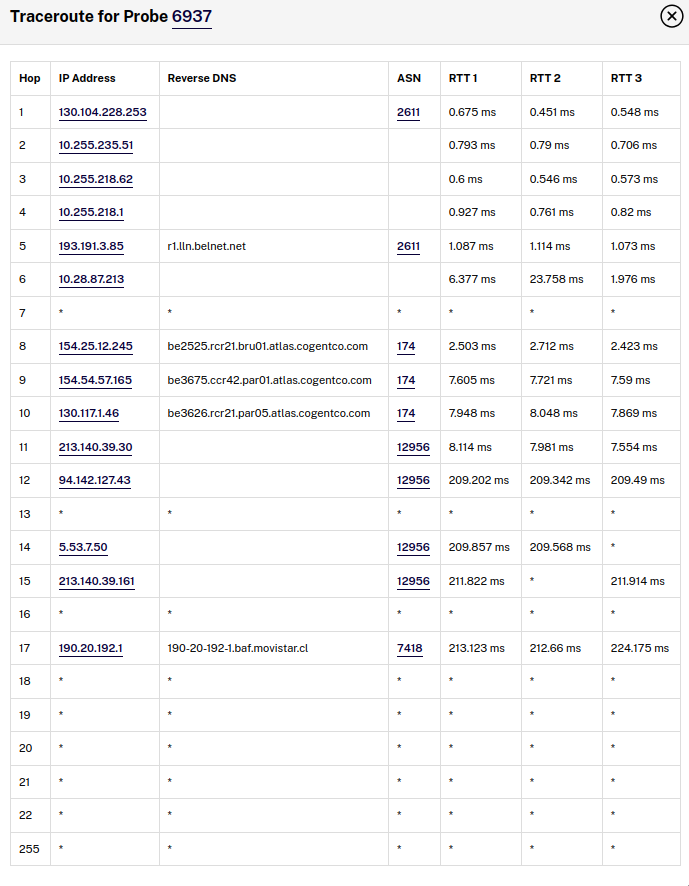 Traceroute for Probe 6937
Hop IP Address Reverse DNS ASN RTT 1 RTT 2 RTT 3
1 130.104.228.253 2611 0.675 ms 0.451 ms 0.548 ms
2 10.255.235.51 0.793 ms 0.79 ms 0.706 ms
3 10.255.218.62 0.6 ms 0.546 ms 0.573 ms
4 10.255.218.1 0.927 ms 0.761 ms 0.82 ms
5 193.191.3.85 r1.lln.belnet.net 2611 1.087 ms 1.114 ms 1.073 ms
6 10.28.87.213 6.377 ms 23.758 ms 1.976 ms
7 * * * * * *
8 154.25.12.245 be2525.rcr21.bru01.atlas.cogentco.com 174 2.503 ms 2.712 ms 2.423 ms
9 154.54.57.165 be3675.ccr42.par01.atlas.cogentco.com 174 7.605 ms 7.721 ms 7.59 ms
10 130.117.1.46 be3626.rcr21.par05.atlas.cogentco.com 174 7.948 ms 8.048 ms 7.869 ms
11 213.140.39.30 12956 8.114 ms 7.981 ms 7.554 ms
12 94.142.127.43 12956 209.202 ms 209.342 ms 209.49 ms
13 * * * * * *
14 5.53.7.50 12956 209.857 ms 209.568 ms *
15 213.140.39.161 12956 211.822 ms * 211.914 ms
16 * * * * * *
17 190.20.192.1 190-20-192-1.baf.movistar.cl 7418 213.123 ms 212.66 ms 224.175 ms
18 * * * * * *
19 * * * * * *
20 * * * * * *
21 * * * * * *
22 * * * * * *
255 * * * * * *